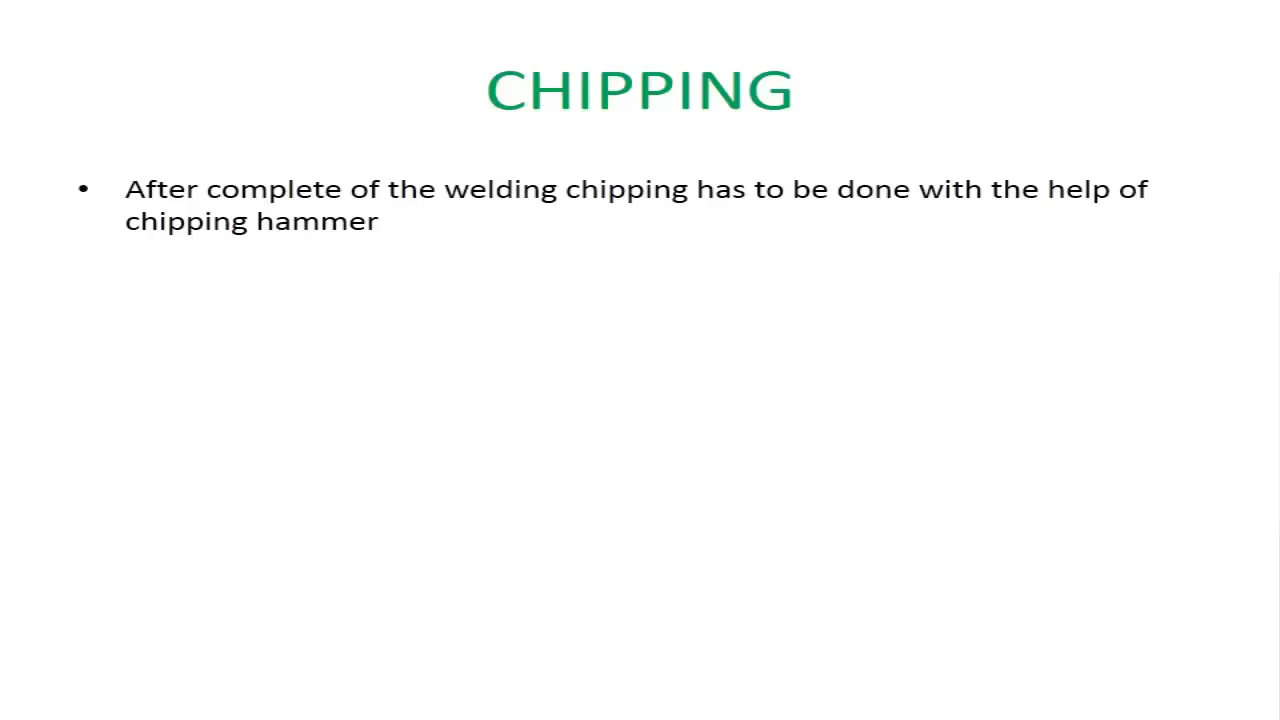 CHIPPING
• After complete of the welding chipping has to be done with the help of
chipping hammer